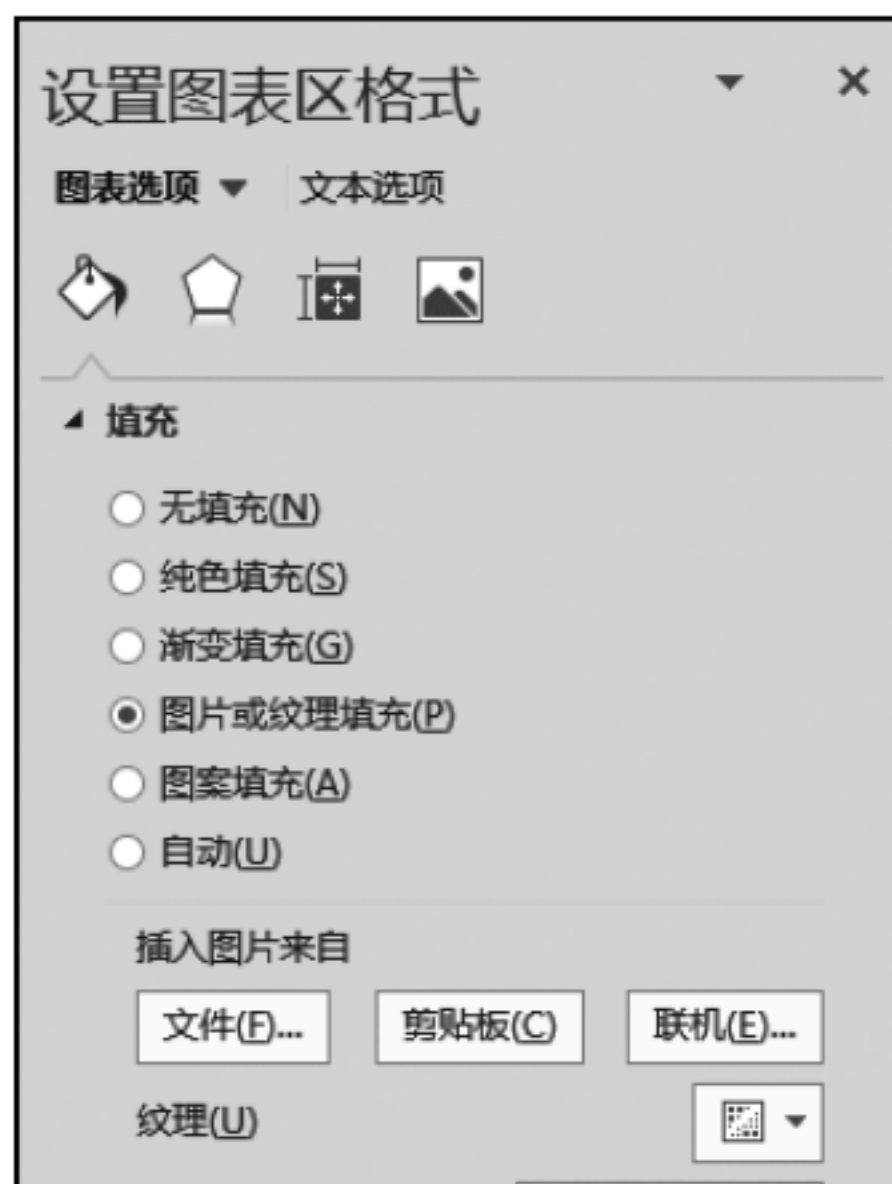 设置图表区格式
图表选项 文本选项
填充
无填充(N)
纯色填充(S)
渐变填充(G)
图片或纹理填充(P)
图案填充(A)
自动(U)
插入图片来自
文件(F)... 剪贴板(C) 联机(E)...
纹理(U)